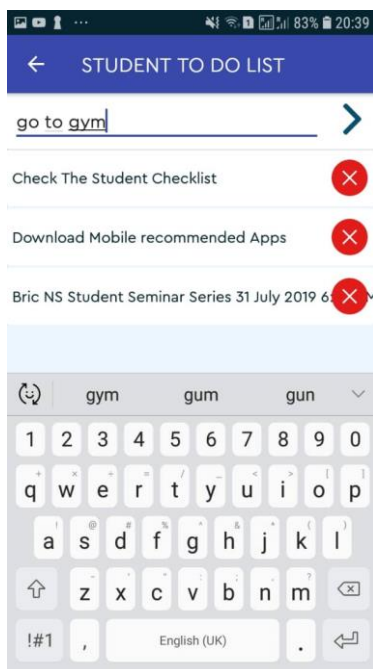 83% 20:39
STUDENT TO DO LIST
go to gym
Check The Student Checklist
Download Mobile recommended Apps
Bric NS Student Seminar Series 31 July 2019 6:
gym gum gun
1 2 3 4 5 6 7 8 9 0
q w e r t y u i o p
a s d f g h j k l
z x c v b n m
!#1 , English (UK) .